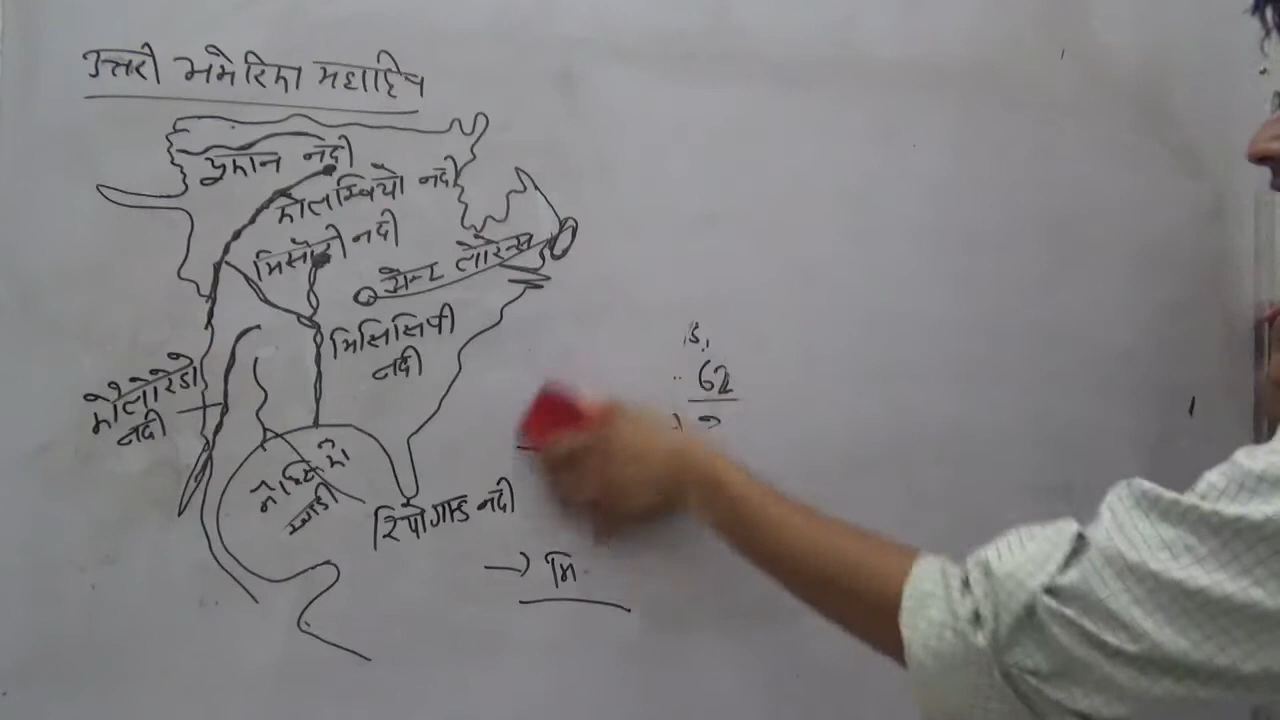 उत्तरी अमेरिका महाद्विप
युकान नदी
कोलम्बिया नदी
मिसौरी नदी
सेन्ट लोरेन्स
मिसिसिपी
नदी
कोलोरेडो
नदी
मेक्सिको
खाड़ी
रियोग्रांड नदी
62
→ मि